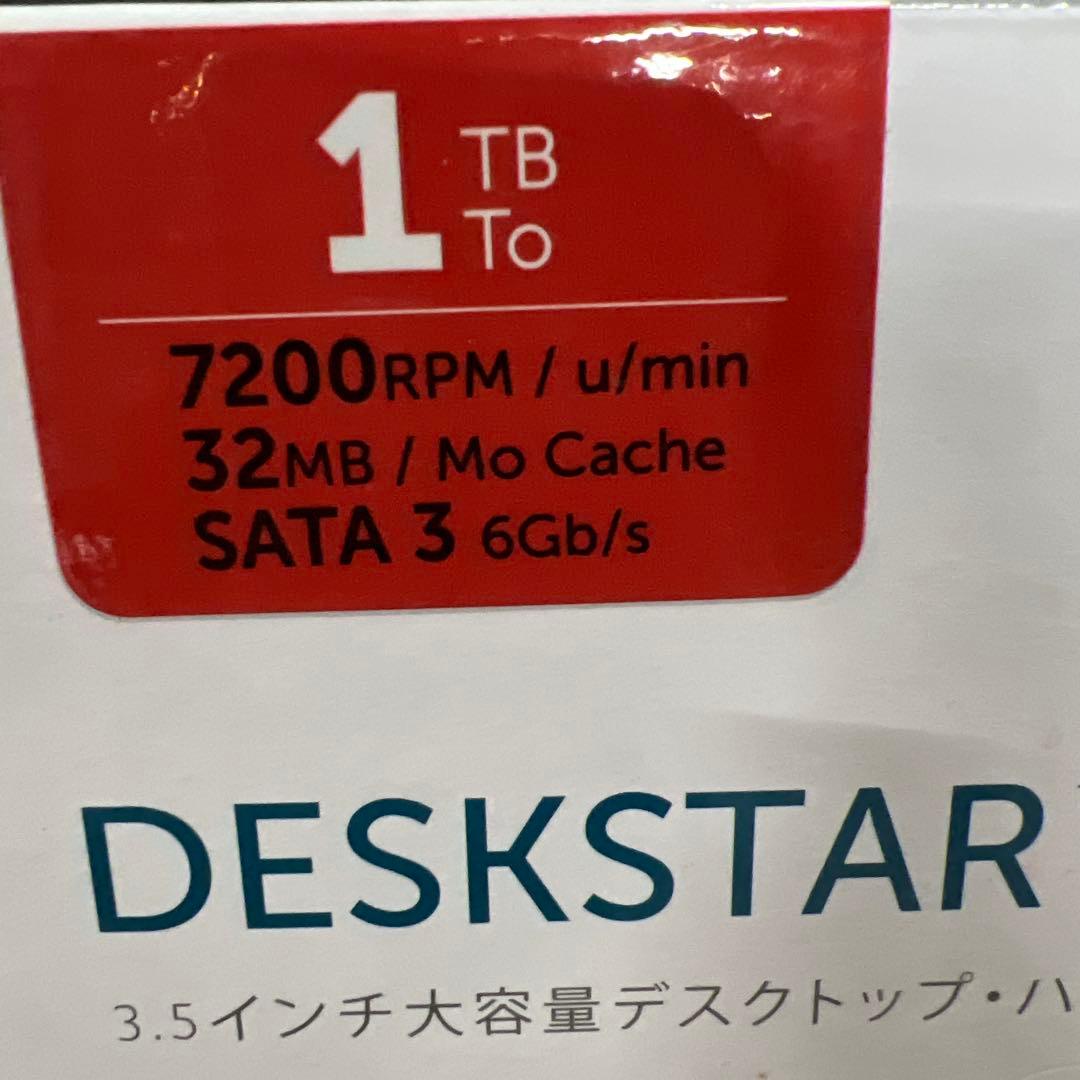 1 TB
To
7200RPM / u/min
32MB / Mo Cache
SATA 3 6Gb/s
DESKSTAR
3.5インチ大容量デスクトップ・ハ